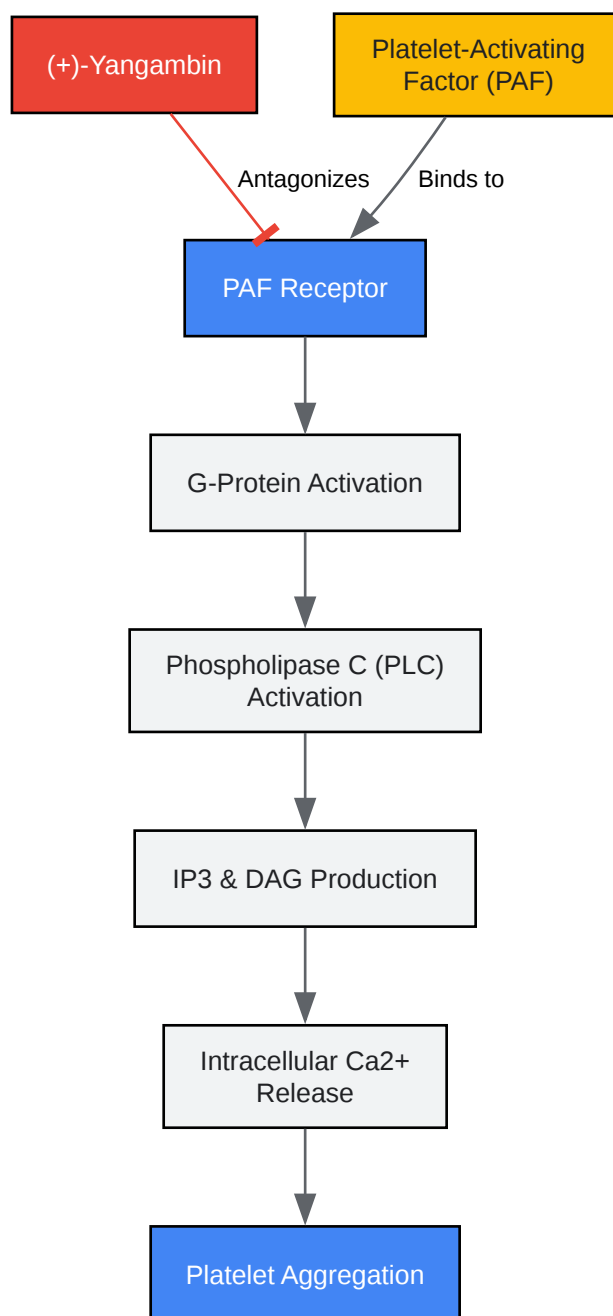 (+)-Yangambin
Platelet-Activating
Factor (PAF)
Antagonizes
Binds to
PAF Receptor
G-Protein Activation
Phospholipase C (PLC)
Activation
IP3 & DAG Production
Intracellular Ca2+
Release
Platelet Aggregation